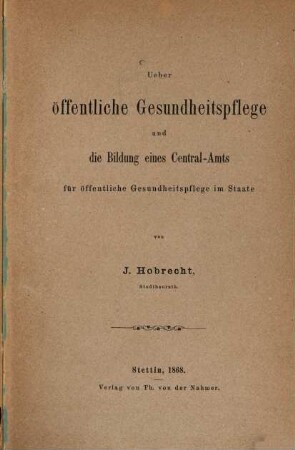 Ueber
öffentliche Gesundheitspflege
und
die Bildung eines Central-Amts
für öffentliche Gesundheitspflege im Staate
von
J. Hobrecht,
Stadtbaurath.
Stettin, 1868.
Verlag von Th. von der Nahmer.